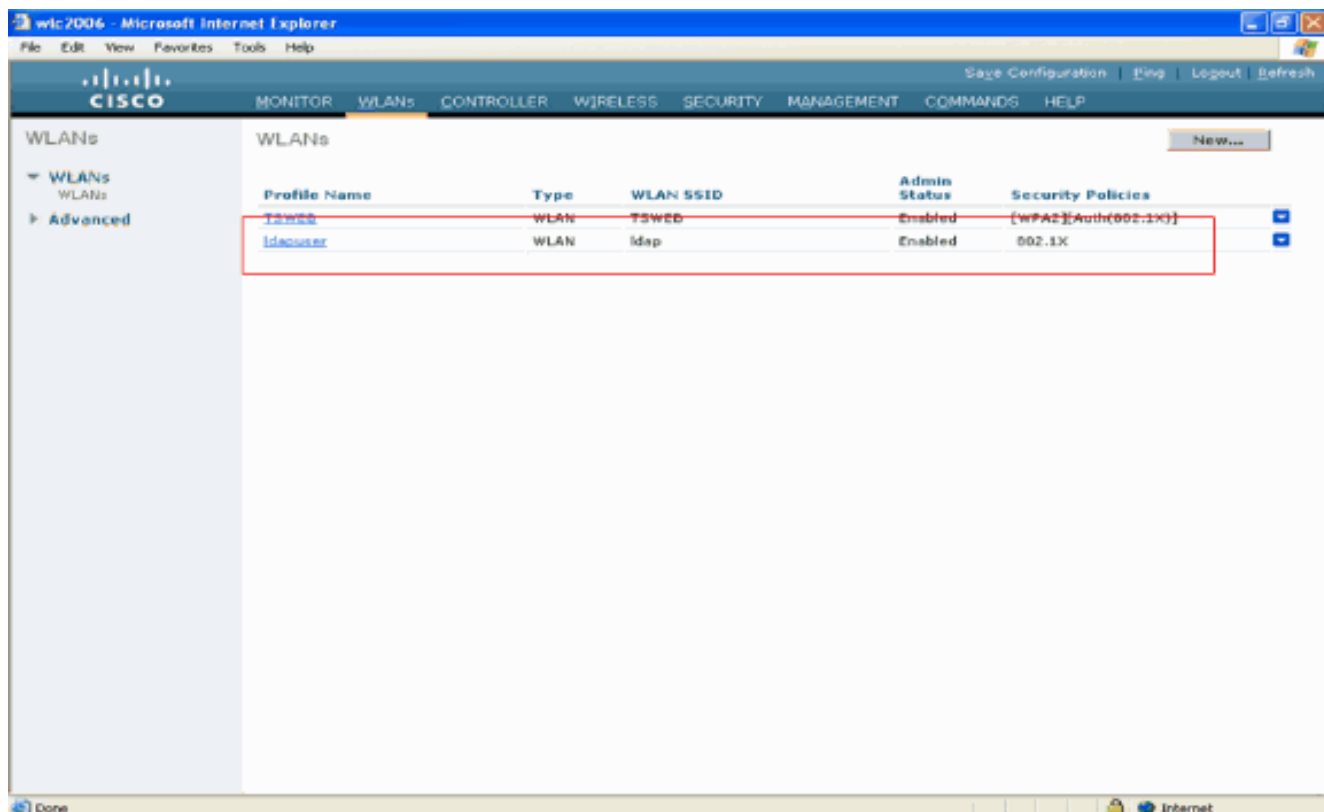 wlc2006 - Microsoft Internet Explorer
File Edit View Favorites Tools Help
Save Configuration | Ping | Logout | Refresh
CISCO
MONITOR WLANs CONTROLLER WIRELESS SECURITY MANAGEMENT COMMANDS HELP
WLANs
WLANs
New...
WLANs
WLANs
Advanced
Profile Name Type WLAN SSID Admin Status Security Policies
TSWEB WLAN TSWEB Enabled [WPA2][Auth(802.1X)]
ldapuser WLAN ldap Enabled 802.1X
Done
Internet